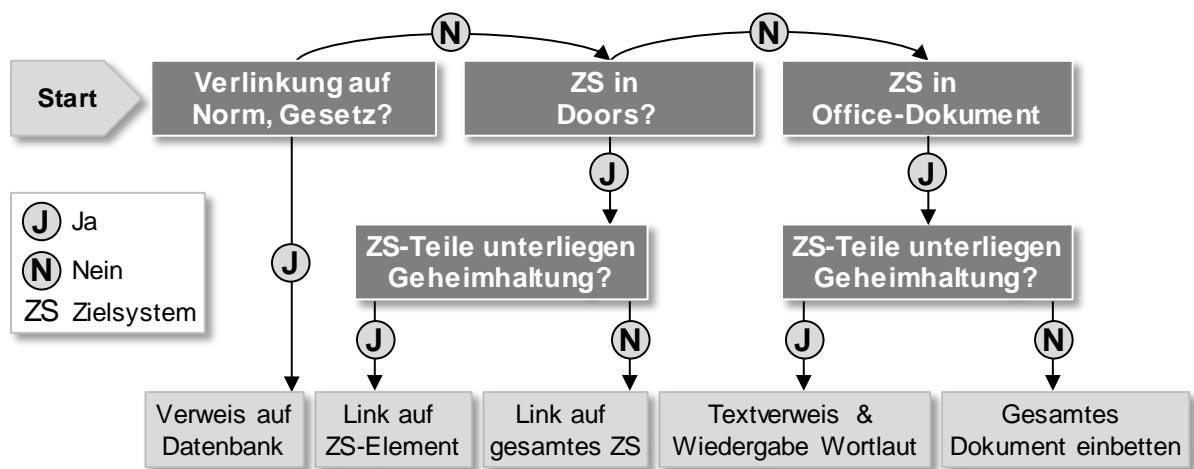 N
N
Start
Verlinkung auf
Norm, Gesetz?
ZS in
Doors?
ZS in
Office-Dokument
J
J
J Ja
N Nein
ZS Zielsystem
J
ZS-Teile unterliegen
Geheimhaltung?
ZS-Teile unterliegen
Geheimhaltung?
J
N
J
N
Verweis auf
Datenbank
Link auf
ZS-Element
Link auf
gesamtes ZS
Textverweis &
Wiedergabe Wortlaut
Gesamtes
Dokument einbetten